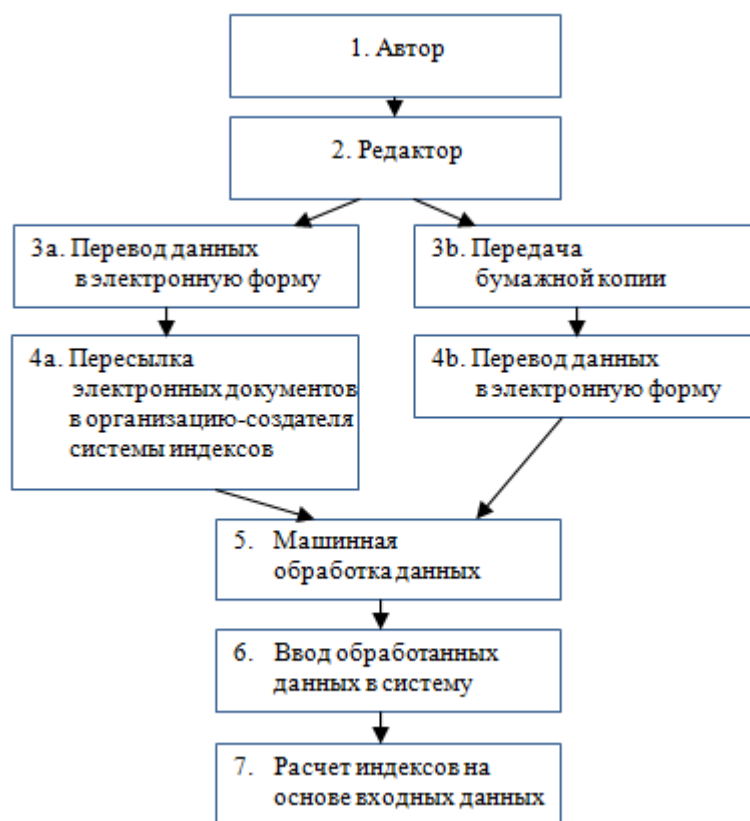 1. Автор
2. Редактор
3a. Перевод данных
в электронную форму
3b. Передача
бумажной копии
4a. Пересылка
электронных документов
в организацию-создателя
системы индексов
4b. Перевод данных
в электронную форму
5. Машинная
обработка данных
6. Ввод обработанных
данных в систему
7. Расчет индексов на
основе входных данных